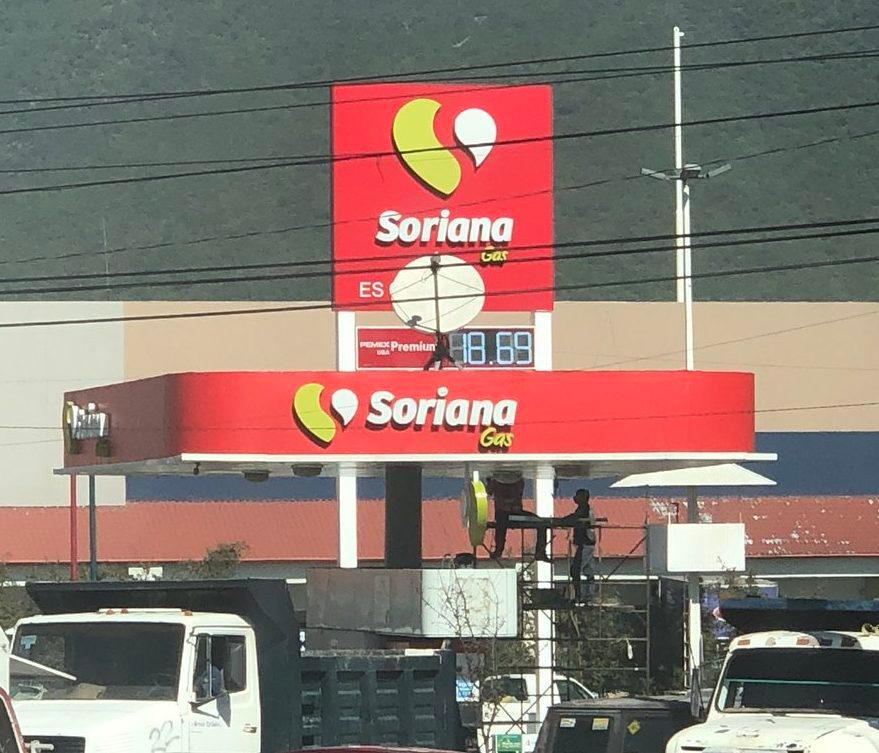 Soriana
Gas
ES
PEMEX
Premium
18.69
Soriana
Gas